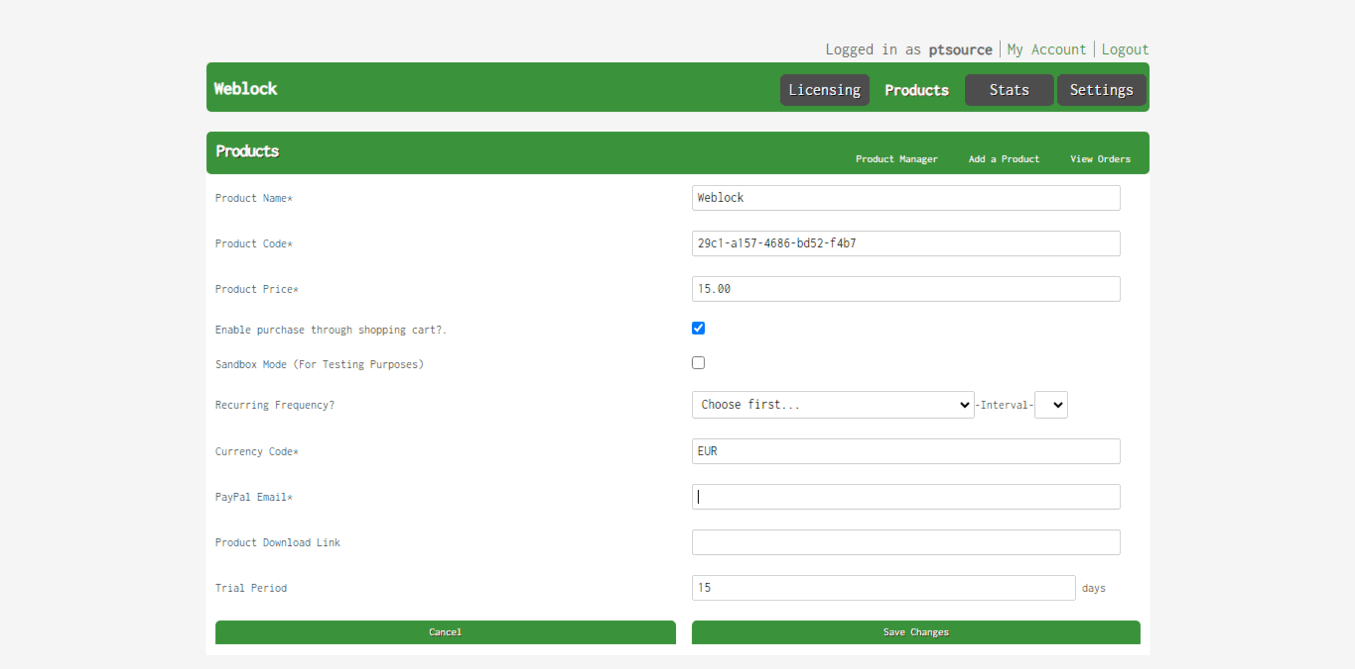 Logged in as ptsource | My Account | Logout
Weblock Licensing Products Stats Settings
Products Product Manager Add a Product View Orders
Product Name* Weblock
Product Code* 29c1-a157-4686-bd52-f4b7
Product Price* 15.00
Enable purchase through shopping cart?.
Sandbox Mode (For Testing Purposes)
Recurring Frequency? Choose first... -Interval-
Currency Code* EUR
PayPal Email*
Product Download Link
Trial Period 15 days
Cancel Save Changes